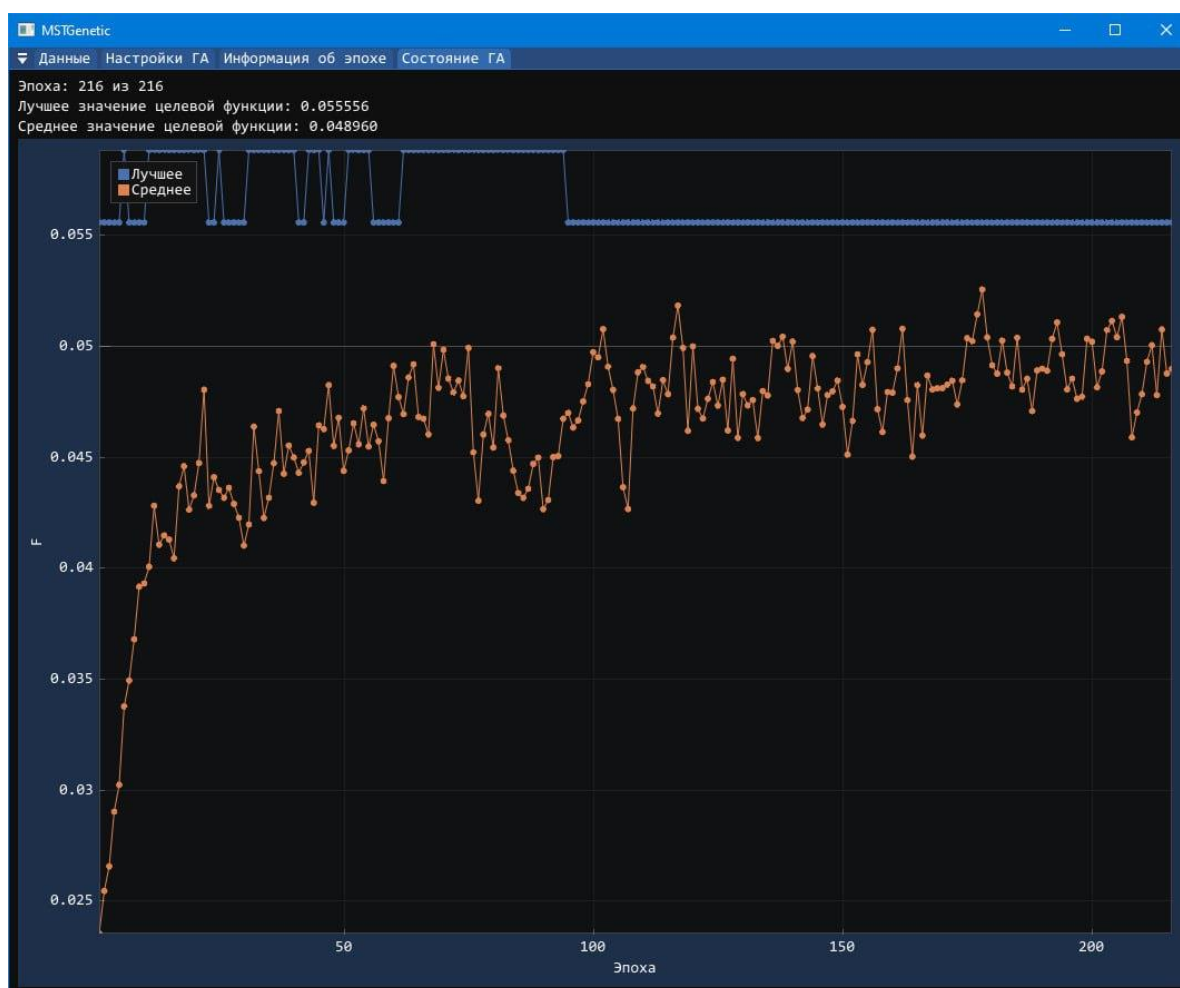 MSTGenetic
Данные Настройки ГА Информация об эпохе Состояние ГА
Эпоха: 216 из 216
Лучшее значение целевой функции: 0.055556
Среднее значение целевой функции: 0.048960
Лучшее
Среднее
0.055
0.05
0.045
F
0.04
0.035
0.03
0.025
50 100 150 200
Эпоха